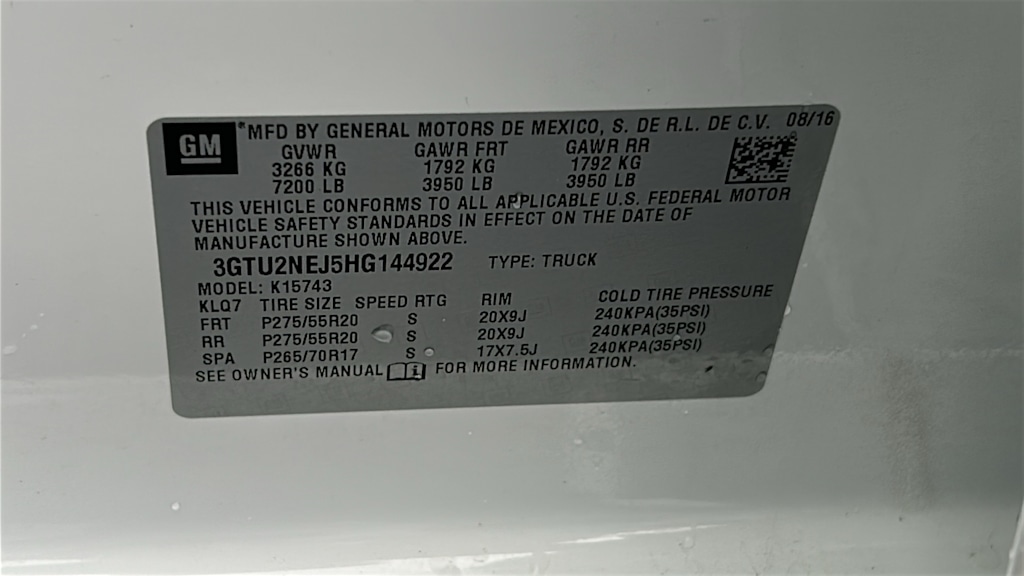 GM *MFD BY GENERAL MOTORS DE MEXICO, S. DE R.L. DE C.V. 08/16
GVWR GAWR FRT GAWR RR
3266 KG 1792 KG 1792 KG
7200 LB 3950 LB 3950 LB
THIS VEHICLE CONFORMS TO ALL APPLICABLE U.S. FEDERAL MOTOR
VEHICLE SAFETY STANDARDS IN EFFECT ON THE DATE OF
MANUFACTURE SHOWN ABOVE.
3GTU2NEJ5HG144922 TYPE: TRUCK
MODEL: K15743
KLQ7 TIRE SIZE SPEED RTG RIM COLD TIRE PRESSURE
FRT P275/55R20 S 20X9J 240KPA(35PSI)
RR P275/55R20 S 20X9J 240KPA(35PSI)
SPA P265/70R17 S 17X7.5J 240KPA(35PSI)
SEE OWNER'S MANUAL i FOR MORE INFORMATION.